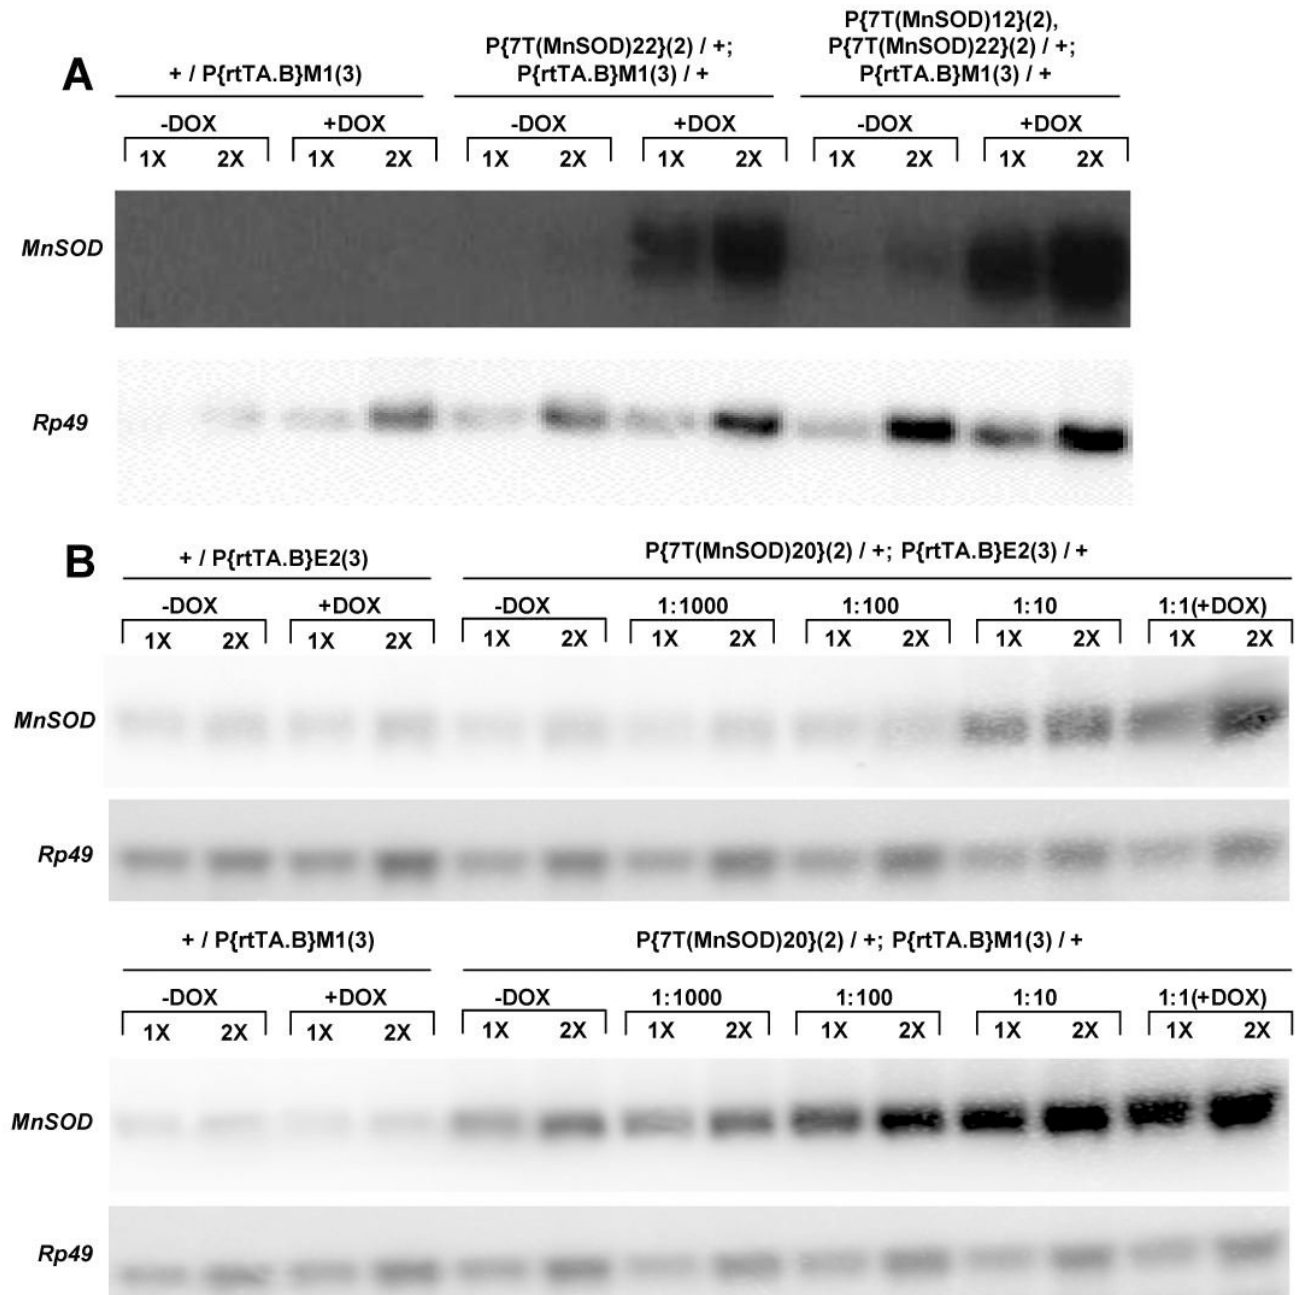 A
+ / P{rtTA.B}M1(3)
P{7T(MnSOD)22}(2) / +;
P{rtTA.B}M1(3) / +
P{7T(MnSOD)12}(2),
P{7T(MnSOD)22}(2) / +;
P{rtTA.B}M1(3) / +
-DOX +DOX -DOX +DOX -DOX +DOX
1X 2X 1X 2X 1X 2X 1X 2X 1X 2X 1X 2X
MnSOD
Rp49
B
+ / P{rtTA.B}E2(3)
P{7T(MnSOD)20}(2) / +; P{rtTA.B}E2(3) / +
-DOX +DOX -DOX 1:1000 1:100 1:10 1:1(+DOX)
1X 2X 1X 2X 1X 2X 1X 2X 1X 2X 1X 2X 1X 2X
MnSOD
Rp49
+ / P{rtTA.B}M1(3)
P{7T(MnSOD)20}(2) / +; P{rtTA.B}M1(3) / +
-DOX +DOX -DOX 1:1000 1:100 1:10 1:1(+DOX)
1X 2X 1X 2X 1X 2X 1X 2X 1X 2X 1X 2X 1X 2X
MnSOD
Rp49